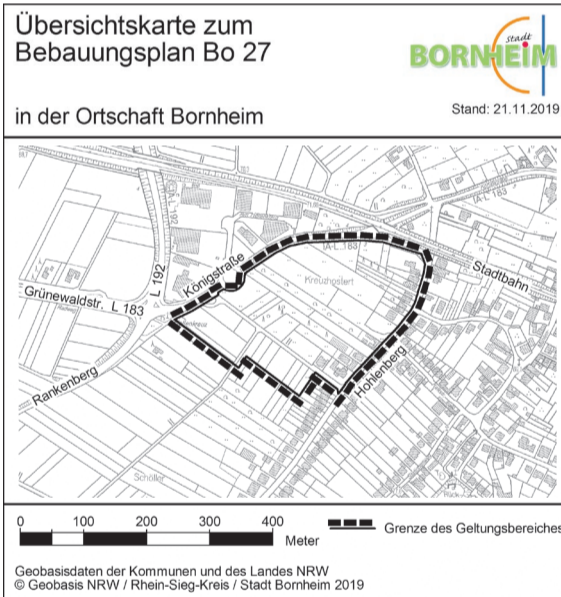 Übersichtskarte zum
Bebauungsplan Bo 27
stadt
BORNHEIM
in der Ortschaft Bornheim
Stand: 21.11.2019
L 192
Königstraße
Stadtbahn
Kreuzhostert
Grünewaldstr. L 183
Rankenberg
Hohlenberg
Schöller
0 100 200 300 400
Meter
Grenze des Geltungsbereiches
Geobasisdaten der Kommunen und des Landes NRW
© Geobasis NRW / Rhein-Sieg-Kreis / Stadt Bornheim 2019